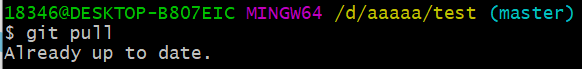 18346@DESKTOP-B807EIC MINGW64 /d/aaaaa/test (master)
$ git pull
Already up to date.